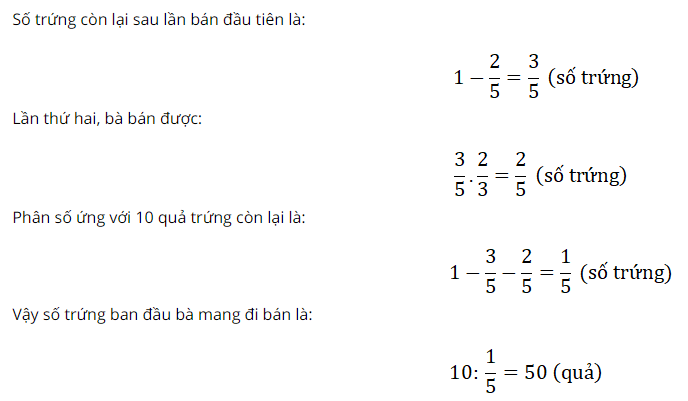 Số trứng còn lại sau lần bán đầu tiên là:
1 − 2/5 = 3/5 (số trứng)
Lần thứ hai, bà bán được:
3/5 . 2/3 = 2/5 (số trứng)
Phân số ứng với 10 quả trứng còn lại là:
1 − 3/5 − 2/5 = 1/5 (số trứng)
Vậy số trứng ban đầu bà mang đi bán là:
10: 1/5 = 50 (quả)